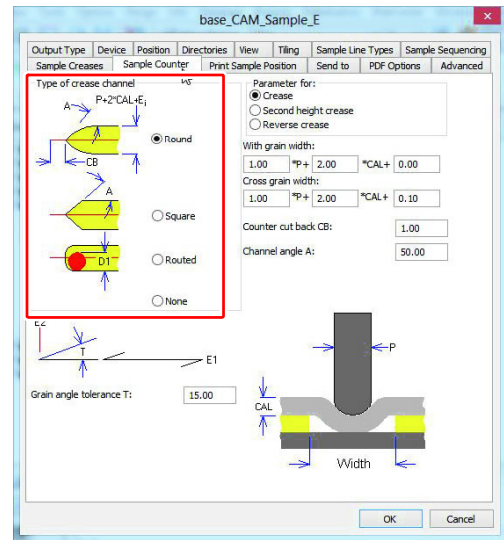 base_CAM_Sample_E
Output Type Device Position Directories View Tiling Sample Line Types Sample Sequencing
Sample Creases Sample Counter Print Sample Position Send to PDF Options Advanced
Type of crease channel
P+2*CAL+Eᵢ
A
CB
Round
A
Square
D1
Routed
None
Parameter for:
Crease
Second height crease
Reverse crease
With grain width:
1.00 *P+ 2.00 *CAL+ 0.00
Cross grain width:
1.00 *P+ 2.00 *CAL+ 0.10
Counter cut back CB: 1.00
Channel angle A: 50.00
E2
T
E1
Grain angle tolerance T: 15.00
P
CAL
Width
OK Cancel